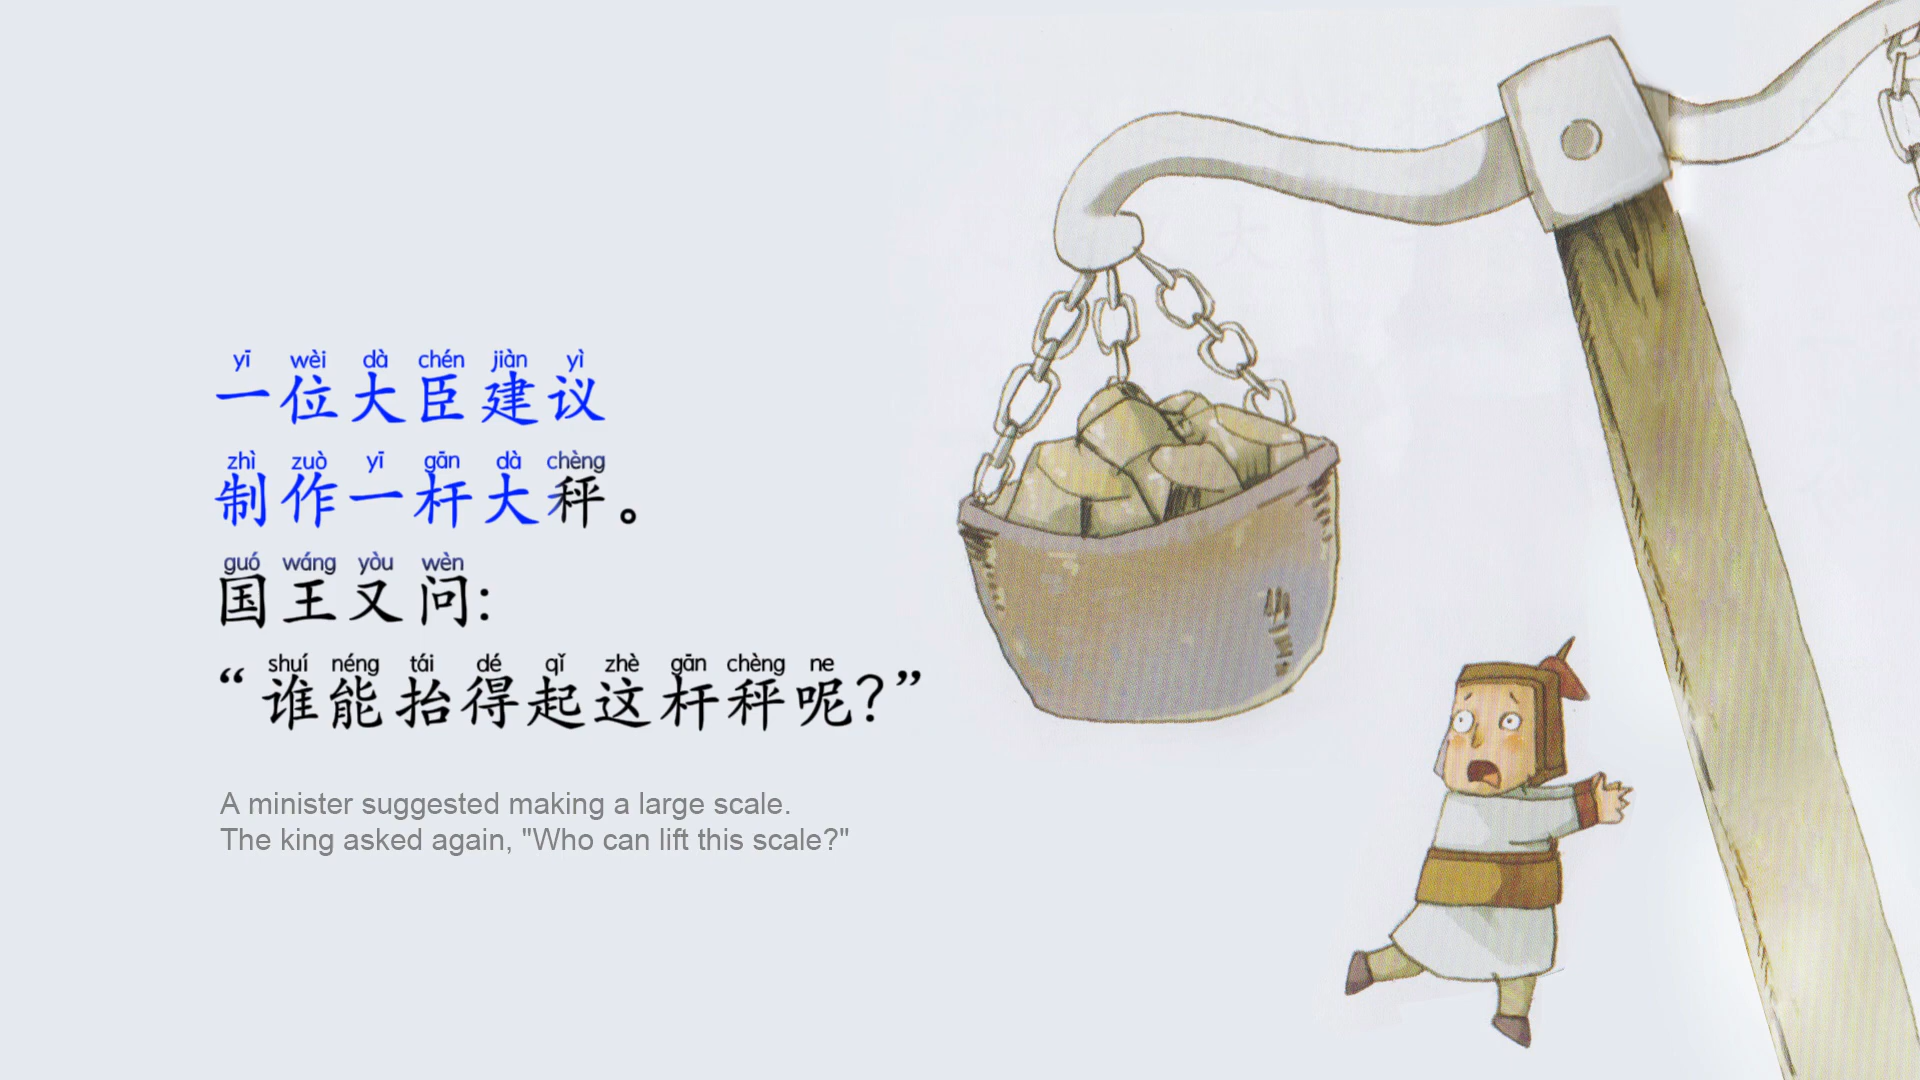 yī wèi dà chén jiàn yì
一位大臣建议
zhì zuò yī gān dà chèng
制作一杆大秤。
guó wáng yòu wèn
国王又问:
shuí néng tái dé qǐ zhè gān chèng ne
“谁能抬得起这杆秤呢?”
A minister suggested making a large scale.
The king asked again, "Who can lift this scale?"